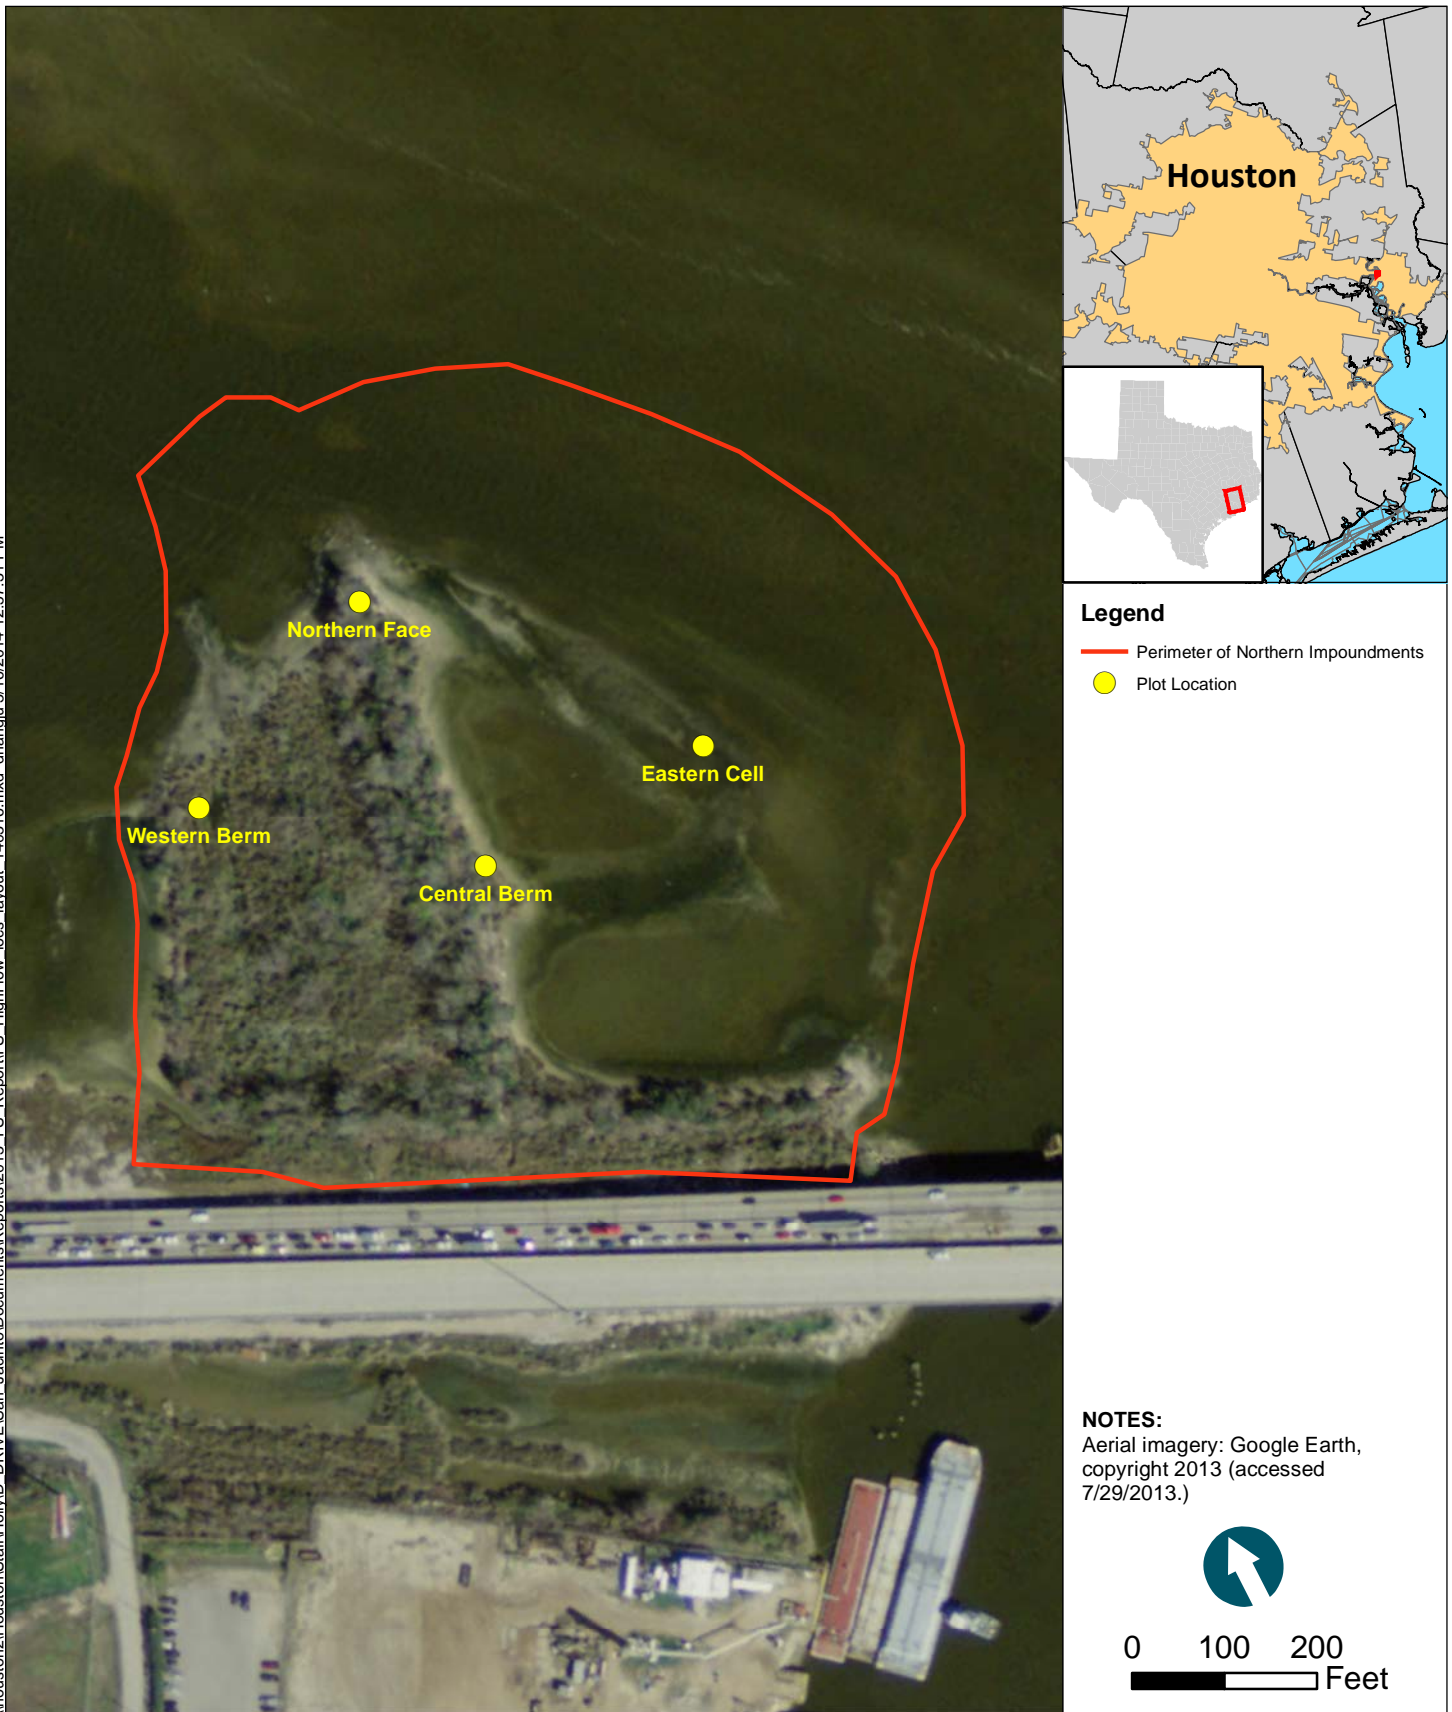 Houston
Northern Face
Eastern Cell
Western Berm
Central Berm
Legend
Perimeter of Northern Impoundments
Plot Location
NOTES:
Aerial imagery: Google Earth,
copyright 2013 (accessed
7/29/2013.)
0 100 200
Feet